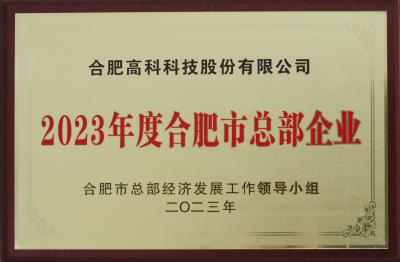 合肥高科科技股份有限公司
2023年度合肥市总部企业
合肥市总部经济发展工作领导小组
二〇二三年